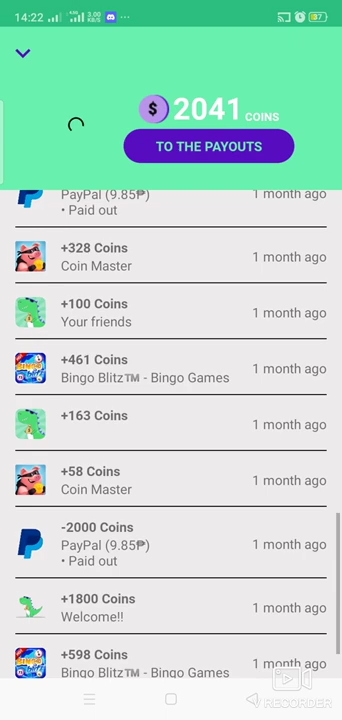 14:22 3.00 KB/S 7
$ 2041 COINS
TO THE PAYOUTS
PayPal (9.85₱) 1 month ago
• Paid out
+328 Coins
Coin Master 1 month ago
+100 Coins
Your friends 1 month ago
+461 Coins
Bingo Blitz™️ - Bingo Games 1 month ago
+163 Coins
1 month ago
+58 Coins
Coin Master 1 month ago
-2000 Coins
PayPal (9.85₱) 1 month ago
• Paid out
+1800 Coins
Welcome!! 1 month ago
+598 Coins
Bingo Blitz™️ - Bingo Games 1 month ago
RECORDER